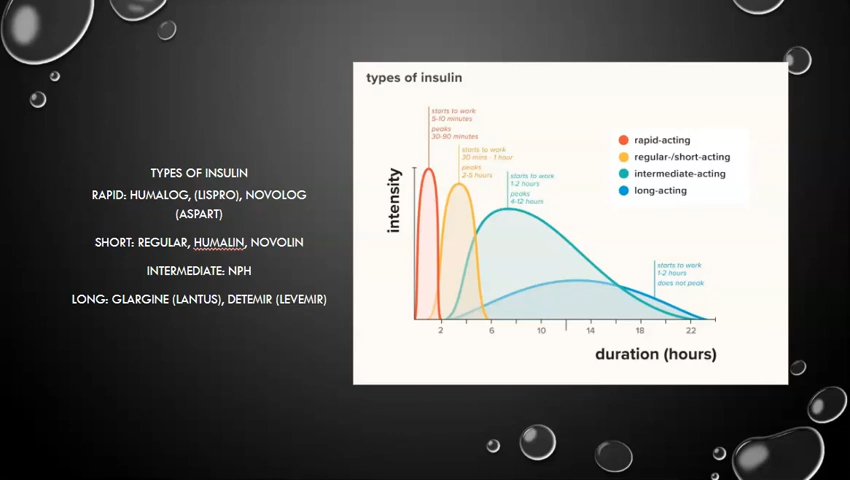 TYPES OF INSULIN
RAPID: HUMALOG, (LISPRO), NOVOLOG
(ASPART)
SHORT: REGULAR, HUMALIN, NOVOLIN
INTERMEDIATE: NPH
LONG: GLARGINE (LANTUS), DETEMIR (LEVEMIR)
types of insulin
starts to work
5-10 minutes
peaks
30-90 minutes
starts to work
30 mins - 1 hour
peaks
2-5 hours
starts to work
1-2 hours
peaks
4-12 hours
rapid-acting
regular-/short-acting
intermediate-acting
long-acting
starts to work
1-2 hours
does not peak
intensity
2 6 10 14 18 22
duration (hours)